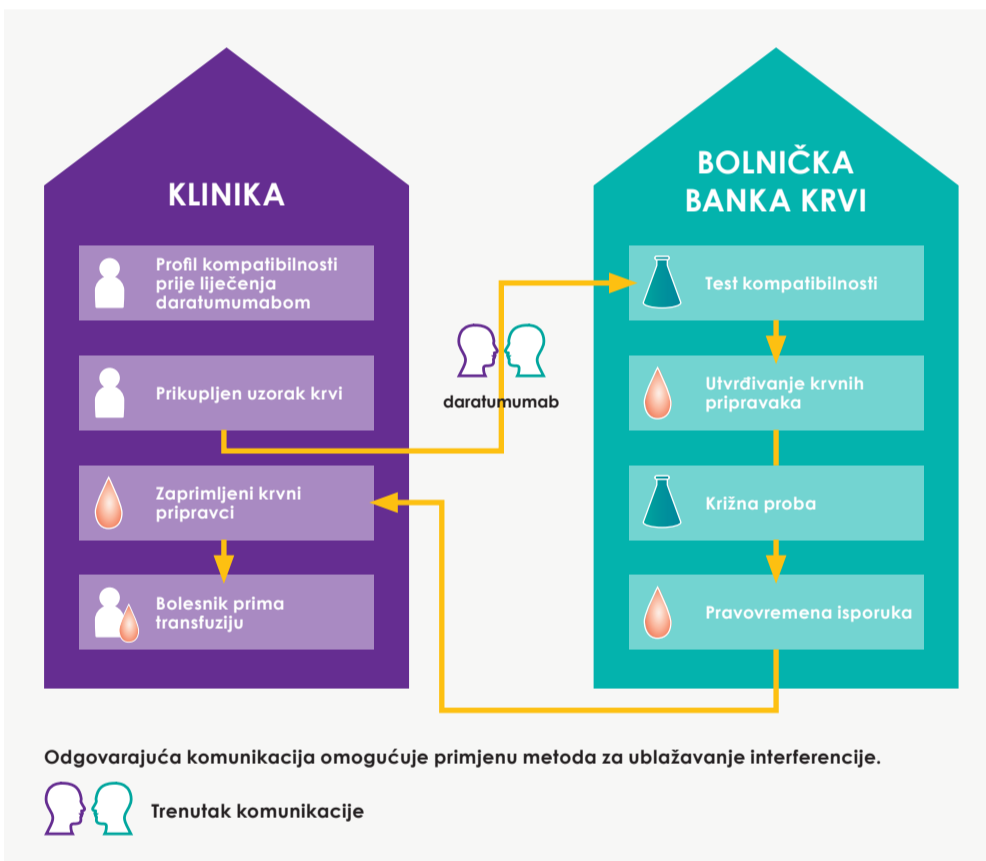 KLINIKA
Profil kompatibilnosti
prije liječenja
daratumumabom
Prikupljen uzorak krvi
Zaprimljeni krvni
pripravci
Bolesnik prima
transfuziju
daratumumab
BOLNIČKA
BANKA KRVI
Test kompatibilnosti
Utvrđivanje krvnih
pripravaka
Križna proba
Pravovremena isporuka
Odgovarajuća komunikacija omogućuje primjenu metoda za ublažavanje interferencije.
Trenutak komunikacije